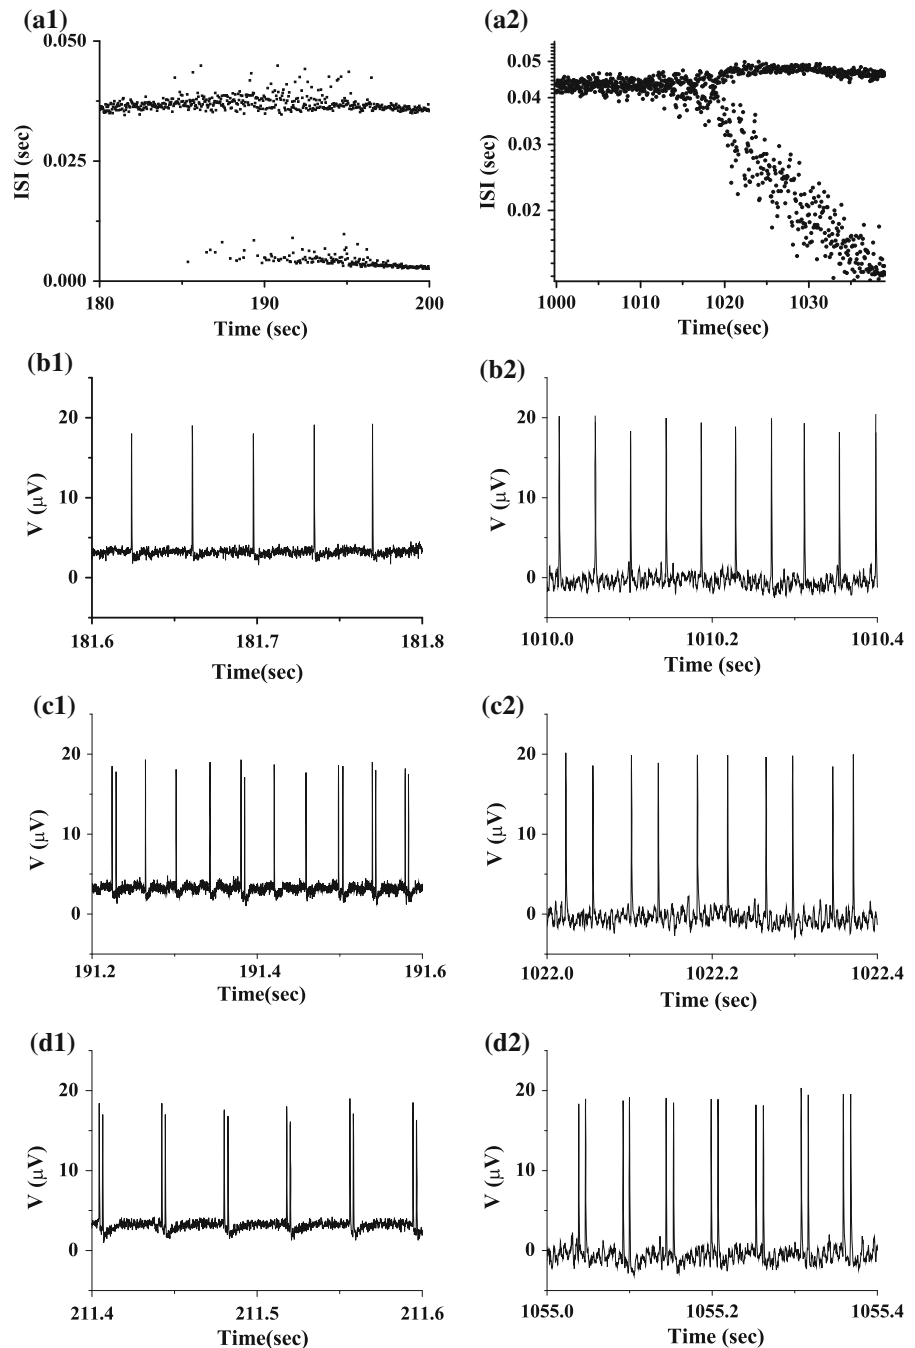 (a1)
0.050
0.025
0.000
ISI (sec)
180 190 200
Time (sec)
(a2)
0.05
0.04
0.03
0.02
ISI (sec)
1000 1010 1020 1030
Time(sec)
(b1)
20
10
0
V (μV)
181.6 181.7 181.8
Time(sec)
(b2)
20
10
0
V (μV)
1010.0 1010.2 1010.4
Time (sec)
(c1)
20
10
0
V (μV)
191.2 191.4 191.6
Time(sec)
(c2)
20
10
0
V (μV)
1022.0 1022.2 1022.4
Time (sec)
(d1)
20
10
0
V (μV)
211.4 211.5 211.6
Time(sec)
(d2)
20
10
0
V (μV)
1055.0 1055.2 1055.4
Time (sec)